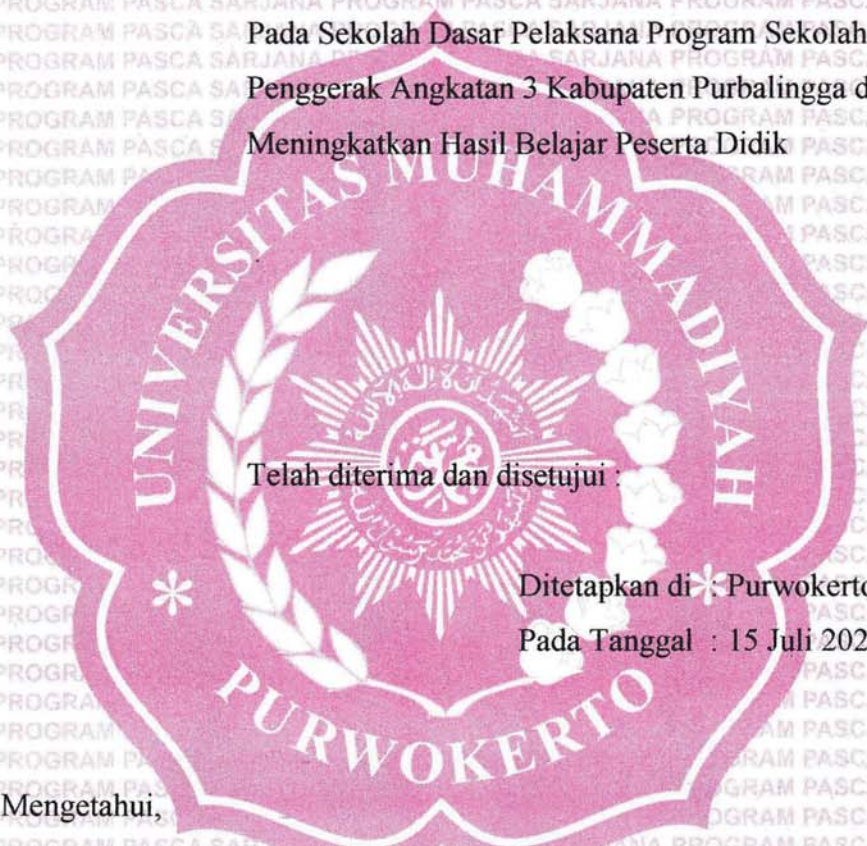 Pada Sekolah Dasar Pelaksana Program Sekolah
Penggerak Angkatan 3 Kabupaten Purbalingga d
Meningkatkan Hasil Belajar Peserta Didik
UNIVERSITAS MUHAMMADIYAH
Telah diterima dan disetujui :
Ditetapkan di : Purwokerto
Pada Tanggal : 15 Juli 202
PURWOKERTO
Mengetahui,